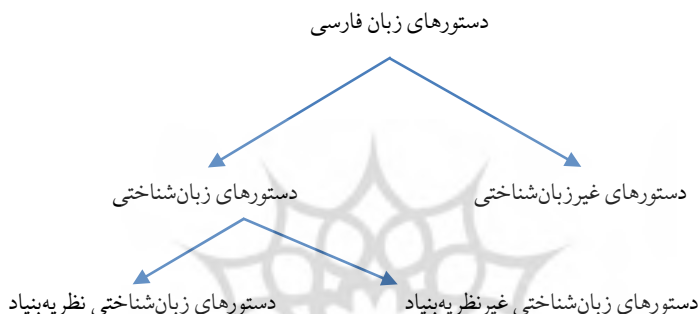 دستورهای زبان فارسی
دستورهای غیرزبان‌شناختی
دستورهای زبان‌شناختی
دستورهای زبان‌شناختی غیرنظریه‌بنیاد
دستورهای زبان‌شناختی نظریه‌بنیاد